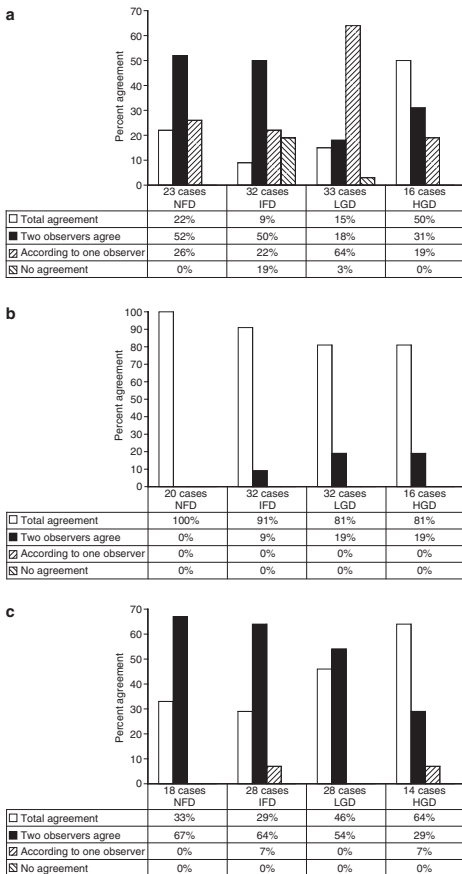 a
Percent agreement
70
60
50
40
30
20
10
0
23 cases NFD 32 cases IFD 33 cases LGD 16 cases HGD
Total agreement 22% 9% 15% 50%
Two observers agree 52% 50% 18% 31%
According to one observer 26% 22% 64% 19%
No agreement 0% 19% 3% 0%
b
Percent agreement
100
90
80
70
60
50
40
30
20
10
0
20 cases NFD 32 cases IFD 32 cases LGD 16 cases HGD
Total agreement 100% 91% 81% 81%
Two observers agree 0% 9% 19% 19%
According to one observer 0% 0% 0% 0%
No agreement 0% 0% 0% 0%
c
Percent agreement
70
60
50
40
30
20
10
0
18 cases NFD 28 cases IFD 28 cases LGD 14 cases HGD
Total agreement 33% 29% 46% 64%
Two observers agree 67% 64% 54% 29%
According to one observer 0% 7% 0% 7%
No agreement 0% 0% 0% 0%